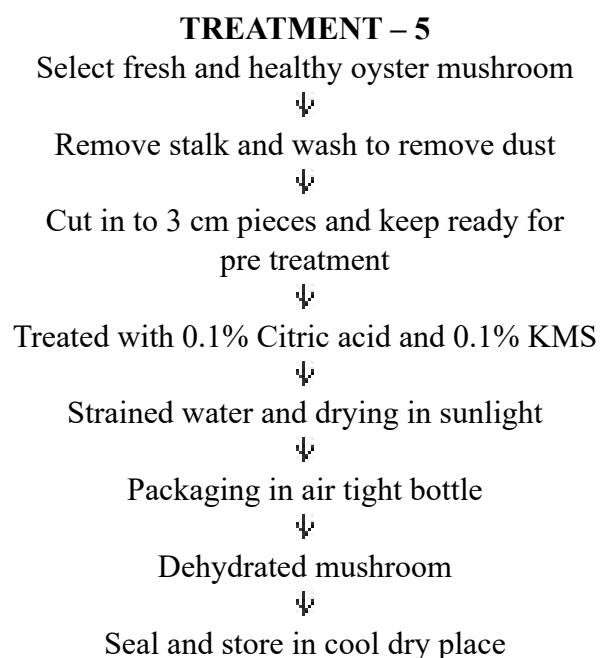 TREATMENT – 5
Select fresh and healthy oyster mushroom
Remove stalk and wash to remove dust
Cut in to 3 cm pieces and keep ready for
pre treatment
Treated with 0.1% Citric acid and 0.1% KMS
Strained water and drying in sunlight
Packaging in air tight bottle
Dehydrated mushroom
Seal and store in cool dry place